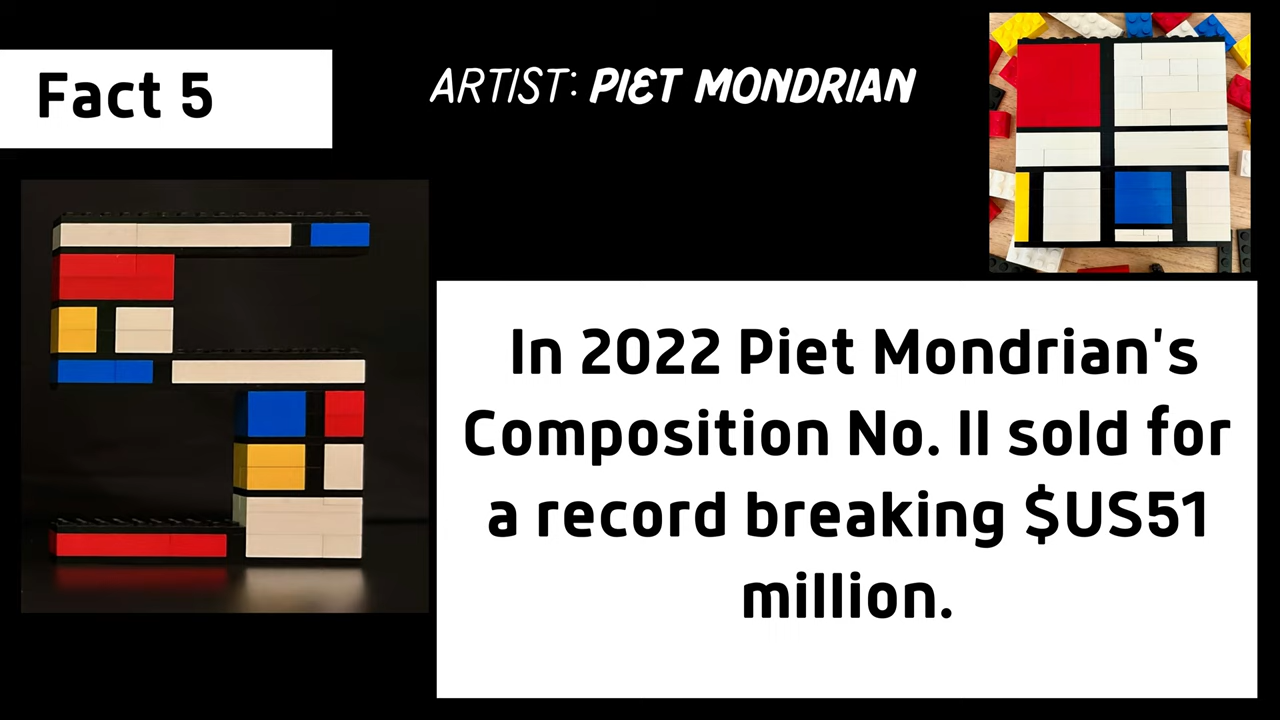 Fact 5
ARTIST: PIET MONDRIAN
In 2022 Piet Mondrian's
Composition No. II sold for
a record breaking $US51
million.